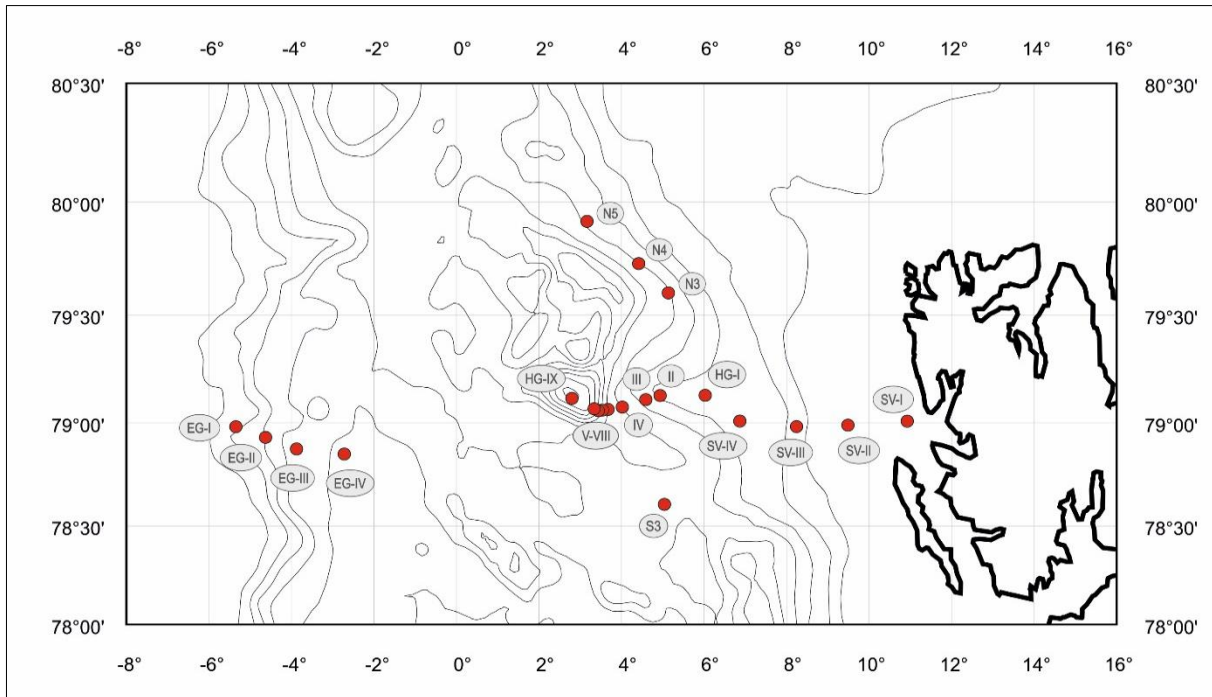 -8° -6° -4° -2° 0° 2° 4° 6° 8° 10° 12° 14° 16°
80°30' 80°30'
80°00' 80°00'
N5
N4
N3
79°30' 79°30'
HG-IX III II HG-I
SV-I
79°00' 79°00'
EG-I IV
V-VIII SV-IV SV-III SV-II
EG-II
EG-III EG-IV
S3
78°30' 78°30'
78°00' 78°00'
-8° -6° -4° -2° 0° 2° 4° 6° 8° 10° 12° 14° 16°